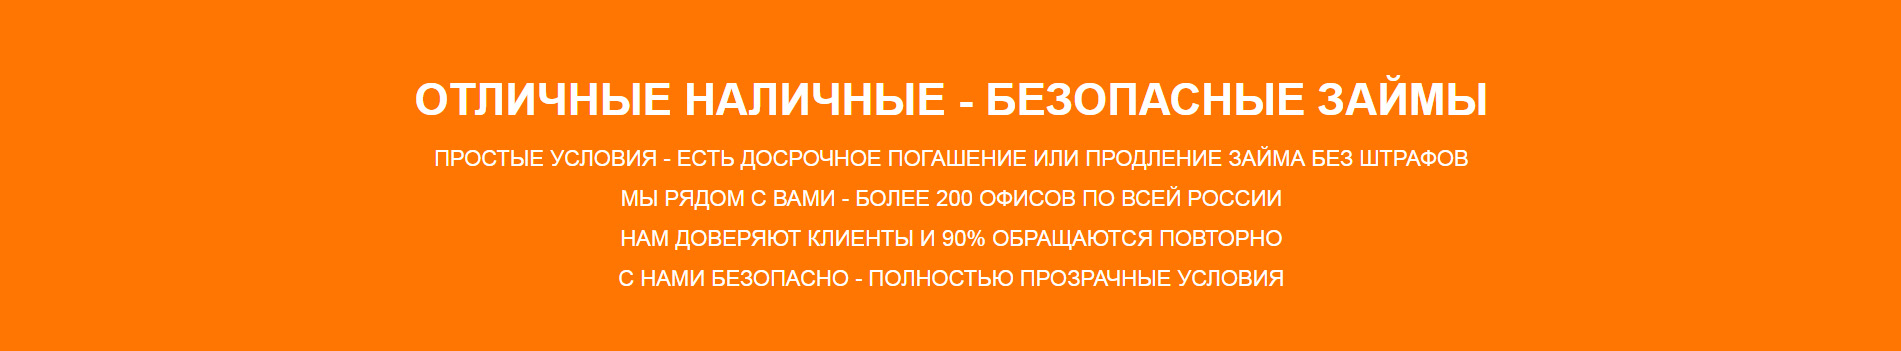 ОТЛИЧНЫЕ НАЛИЧНЫЕ - БЕЗОПАСНЫЕ ЗАЙМЫ
ПРОСТЫЕ УСЛОВИЯ - ЕСТЬ ДОСРОЧНОЕ ПОГАШЕНИЕ ИЛИ ПРОДЛЕНИЕ ЗАЙМА БЕЗ ШТРАФОВ
МЫ РЯДОМ С ВАМИ - БОЛЕЕ 200 ОФИСОВ ПО ВСЕЙ РОССИИ
НАМ ДОВЕРЯЮТ КЛИЕНТЫ И 90% ОБРАЩАЮТСЯ ПОВТОРНО
С НАМИ БЕЗОПАСНО - ПОЛНОСТЬЮ ПРОЗРАЧНЫЕ УСЛОВИЯ